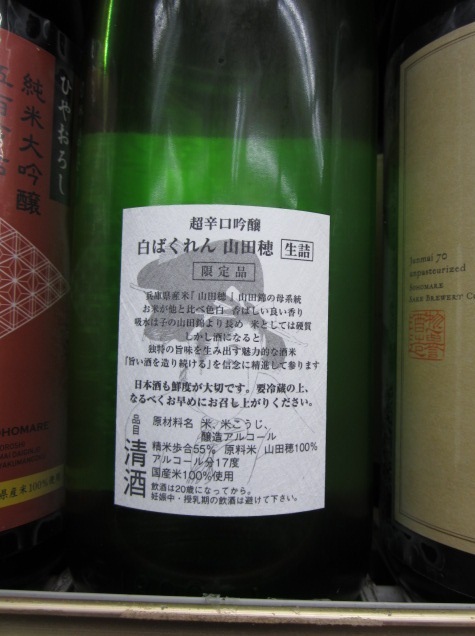 ひやおろし
純米大吟醸
五百万石
超辛口吟醸
白ばくれん 山田穂 生詰
限定品
兵庫県産米「山田穂」山田錦の母系統
お米が他と比べ色白 香ばしい良い香り
吸水は子の山田錦より長め 米としては硬質
しかし酒になると
独特の旨味を生み出す魅力的な酒米
「旨い酒を造り続ける」を信念に精進して参ります
日本酒も鮮度が大切です。要冷蔵の上、
なるべくお早めにお召し上がりください。
品目
清酒
原材料名 米、米こうじ、
醸造アルコール
精米歩合55% 原料米 山田穂100%
アルコール分17度
国産米100%使用
飲酒は20歳になってから。
妊娠中・授乳期の飲酒は避けて下さい。
Junmai 70
unpasteurized